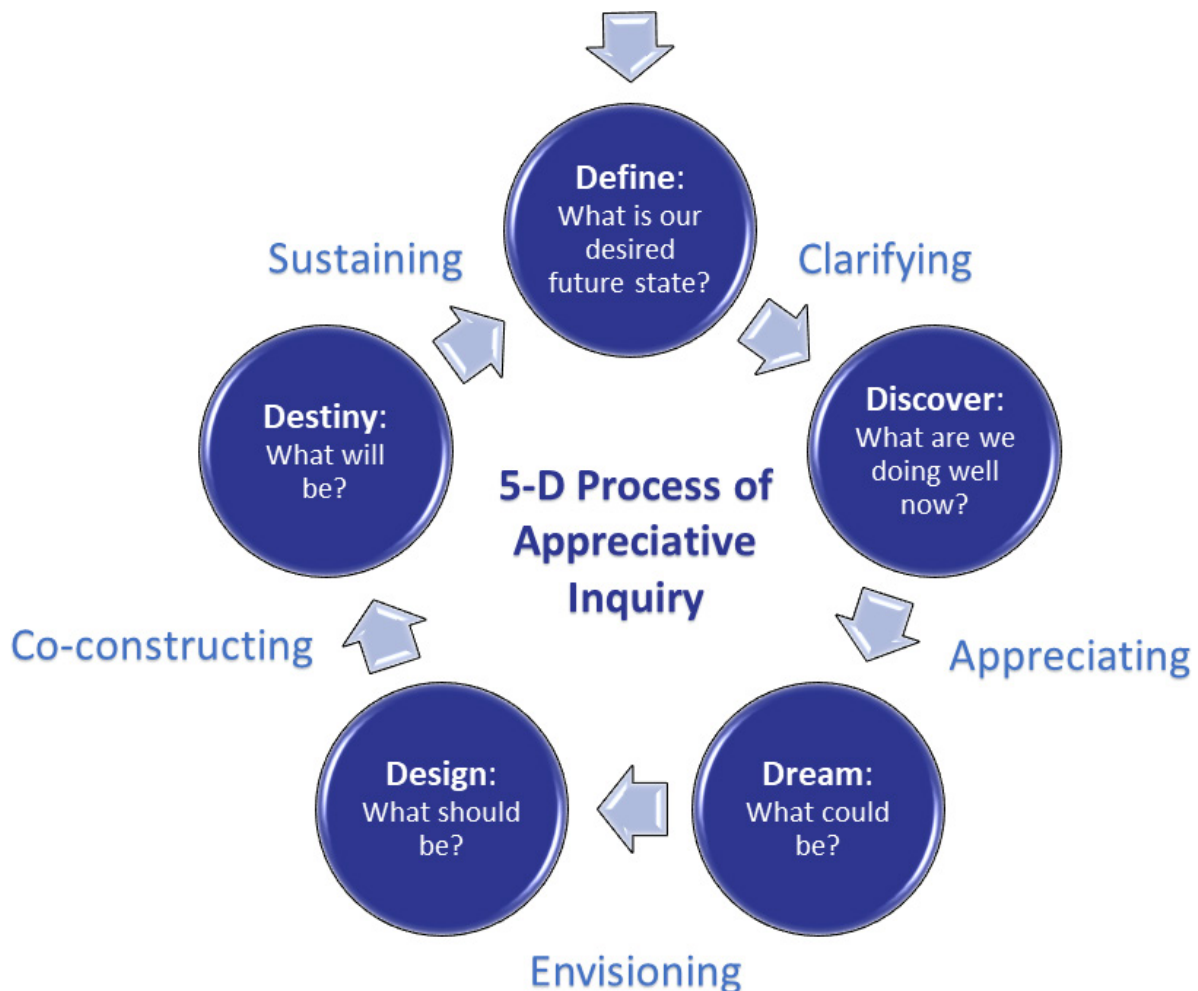 Define:
What is our
desired
future state?
Sustaining
Clarifying
Destiny:
What will
be?
Discover:
What are we
doing well
now?
5-D Process of
Appreciative
Inquiry
Co-constructing
Appreciating
Design:
What should
be?
Dream:
What could
be?
Envisioning